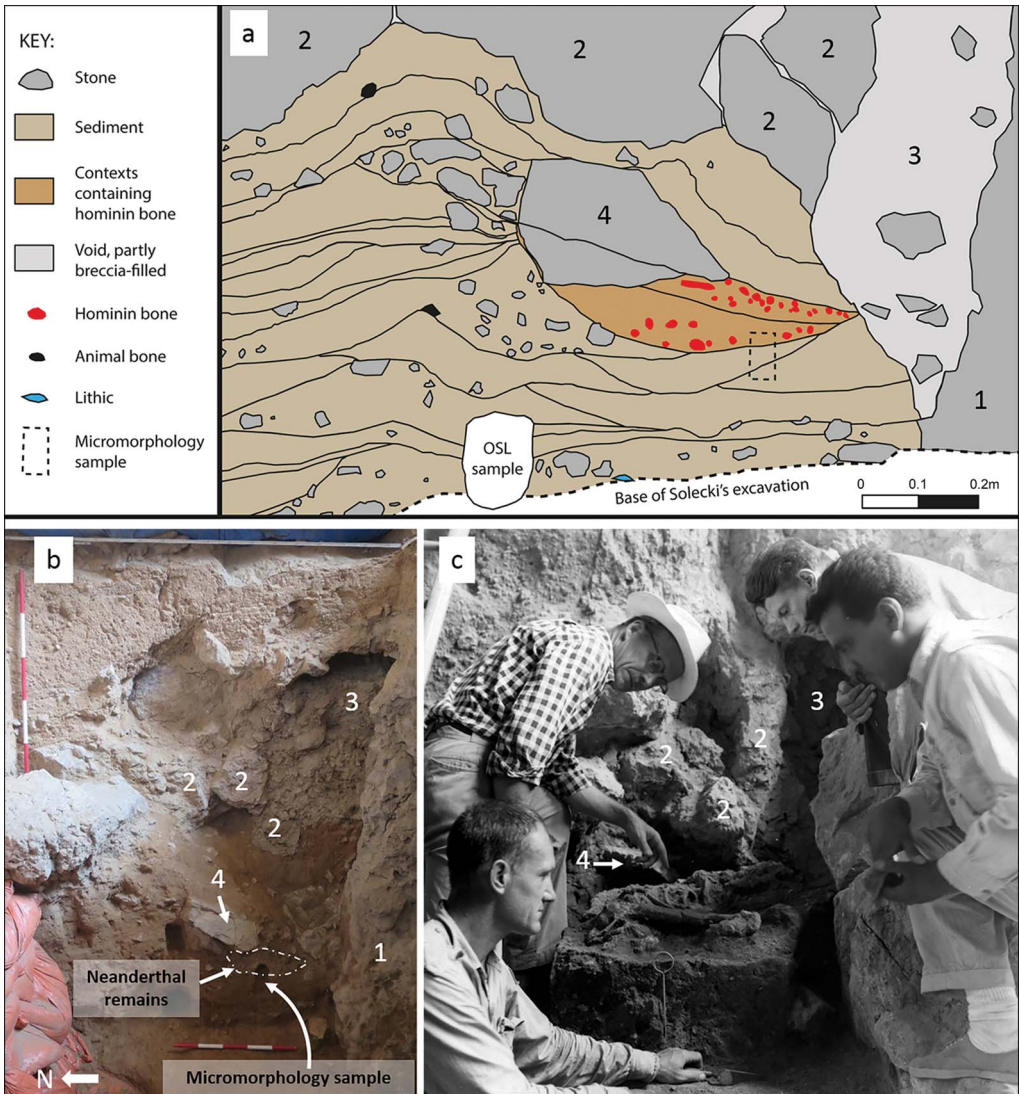 KEY:
Stone
Sediment
Contexts
containing
hominin bone
Void, partly
breccia-filled
Hominin bone
Animal bone
Lithic
Micromorphology
sample
a
2
2
2
2
3
4
1
OSL
sample
Base of Solecki's excavation
0
0.1
0.2m
b
3
2
2
2
4
1
Neanderthal
remains
Micromorphology sample
N
c
3
2
2
2
4